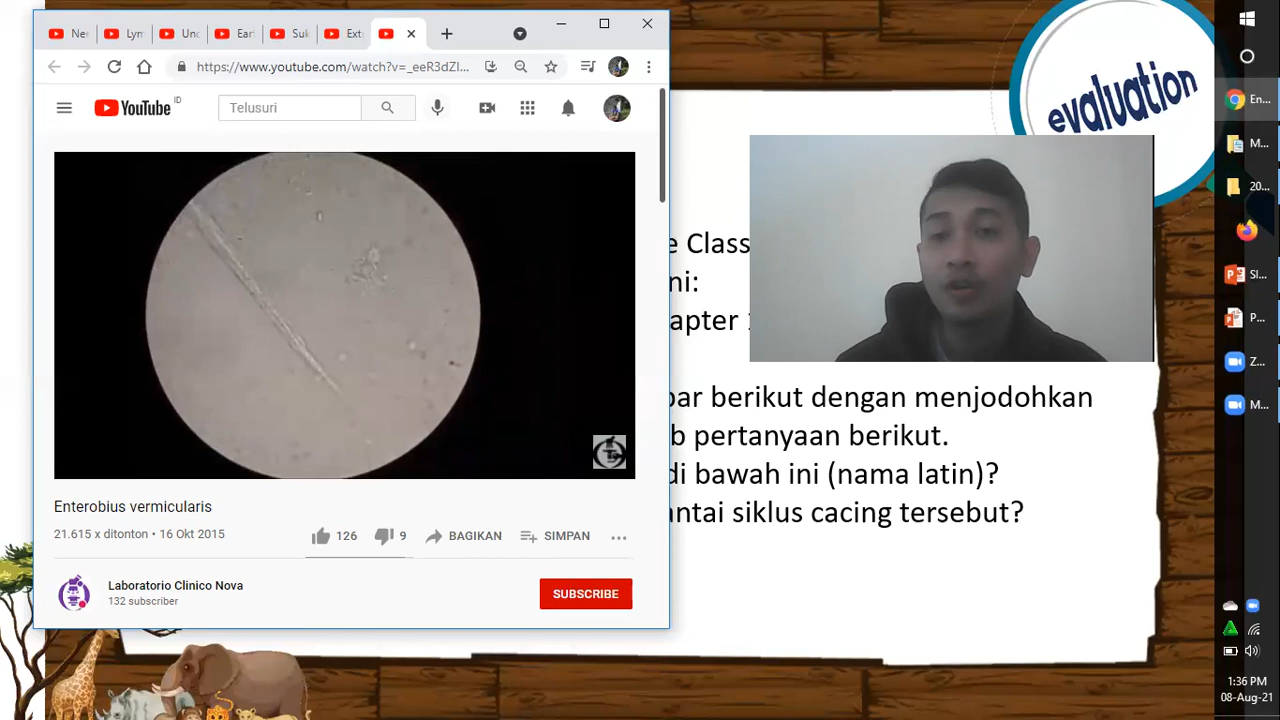 Ne
Lyn
Und
Earl
Suk
Ext
https://www.youtube.com/watch?v=_eeR3dZI...
YouTube ID
Telusuri
Enterobius vermicularis
21.615 x ditonton • 16 Okt 2015
126
9
BAGIKAN
SIMPAN
Laboratorio Clinico Nova
132 subscriber
SUBSCRIBE
evaluation
e Class
ni:
apter
bar berikut dengan menjodohkan
b pertanyaan berikut.
di bawah ini (nama latin)?
antai siklus cacing tersebut?
En...
M...
20...
Sl...
P...
Z...
M...
1:36 PM
08-Aug-21